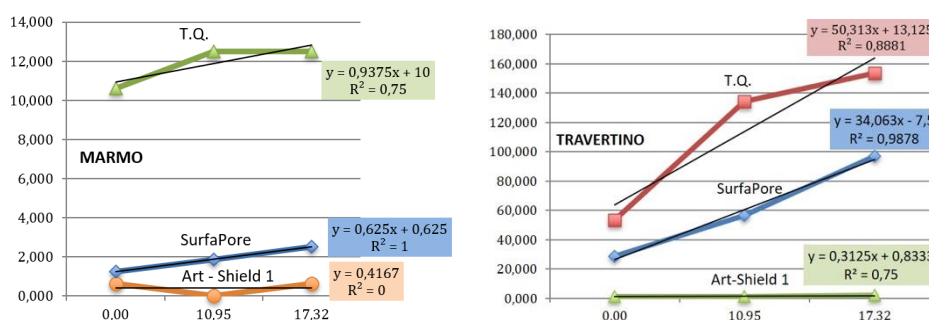 14,000
12,000
10,000
8,000
6,000
4,000
2,000
0,000
T.Q.
y = 0,9375x + 10
R² = 0,75
MARMO
SurfaPore
y = 0,625x + 0,625
R² = 1
Art - Shield 1
y = 0,4167
R² = 0
0,00 10,95 17,32
180,000
160,000
140,000
120,000
100,000
80,000
60,000
40,000
20,000
0,000
y = 50,313x + 13,125
R² = 0,8881
T.Q.
TRAVERTINO
y = 34,063x - 7,5
R² = 0,9878
SurfaPore
y = 0,3125x + 0,8333
R² = 0,75
Art-Shield 1
0,00 10,95 17,32